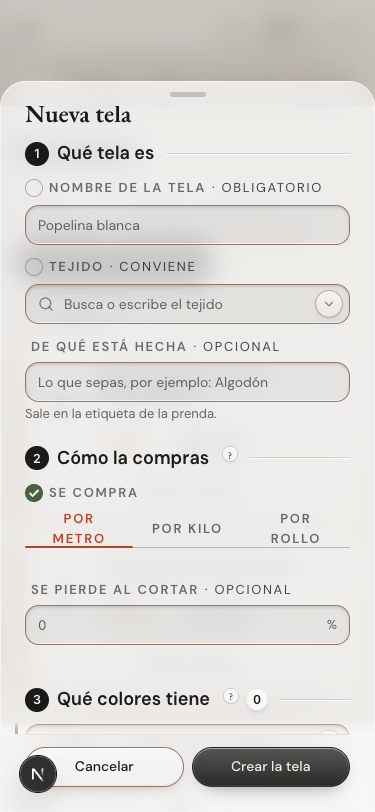 Nueva tela
1 Qué tela es
NOMBRE DE LA TELA · OBLIGATORIO
Popelina blanca
TEJIDO · CONVIENE
Busca o escribe el tejido
DE QUÉ ESTÁ HECHA · OPCIONAL
Lo que sepas, por ejemplo: Algodón
Sale en la etiqueta de la prenda.
2 Cómo la compras ?
SE COMPRA
POR METRO
POR KILO
POR ROLLO
SE PIERDE AL CORTAR · OPCIONAL
0 %
3 Qué colores tiene ? 0
N Cancelar Crear la tela